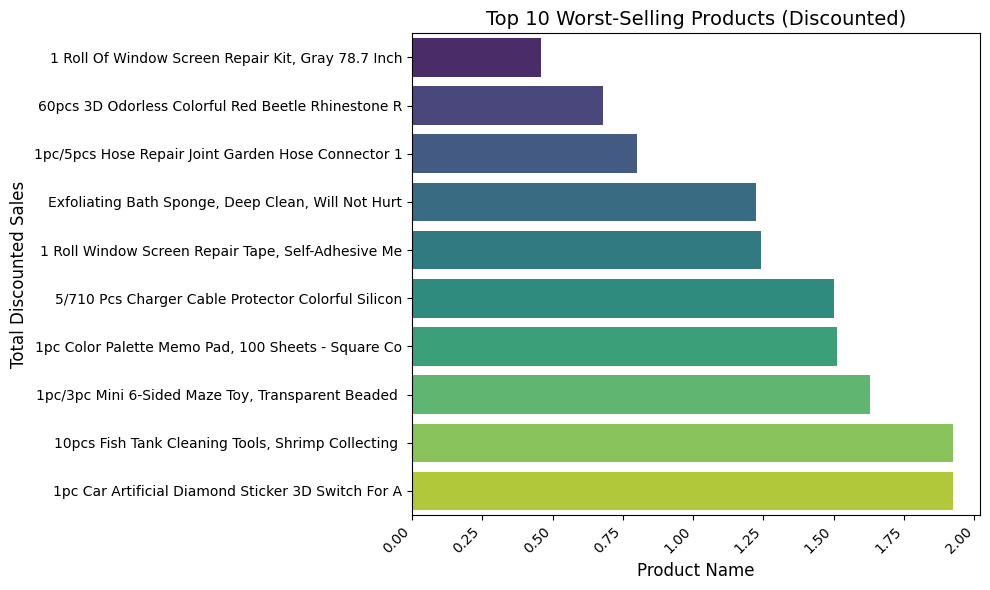 Top 10 Worst-Selling Products (Discounted)
Total Discounted Sales
1 Roll Of Window Screen Repair Kit, Gray 78.7 Inch
60pcs 3D Odorless Colorful Red Beetle Rhinestone R
1pc/5pcs Hose Repair Joint Garden Hose Connector 1
Exfoliating Bath Sponge, Deep Clean, Will Not Hurt
1 Roll Window Screen Repair Tape, Self-Adhesive Me
5/710 Pcs Charger Cable Protector Colorful Silicon
1pc Color Palette Memo Pad, 100 Sheets - Square Co
1pc/3pc Mini 6-Sided Maze Toy, Transparent Beaded
10pcs Fish Tank Cleaning Tools, Shrimp Collecting
1pc Car Artificial Diamond Sticker 3D Switch For A
0.00 0.25 0.50 0.75 1.00 1.25 1.50 1.75 2.00
Product Name